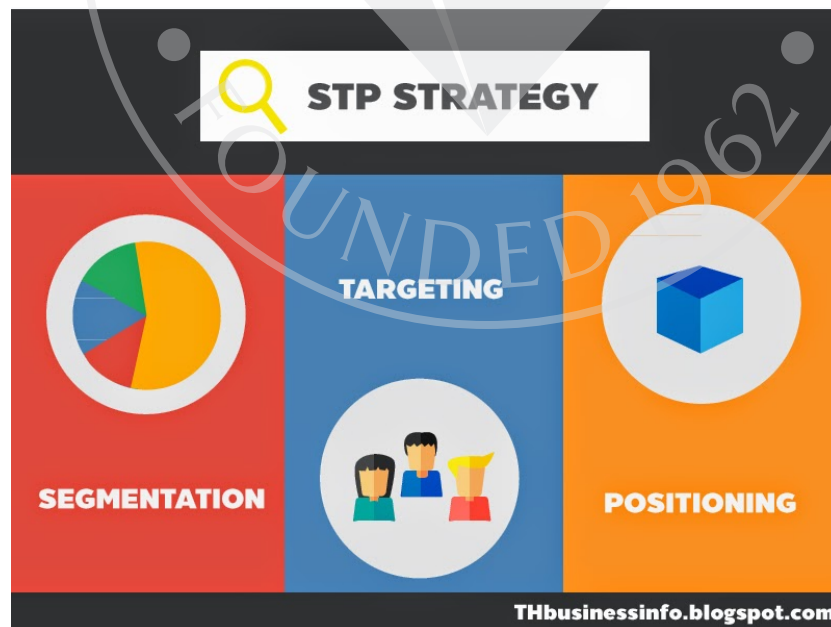 STP STRATEGY
FOUNDED 1962
TARGETING
SEGMENTATION
POSITIONING
THbusinessinfo.blogspot.com